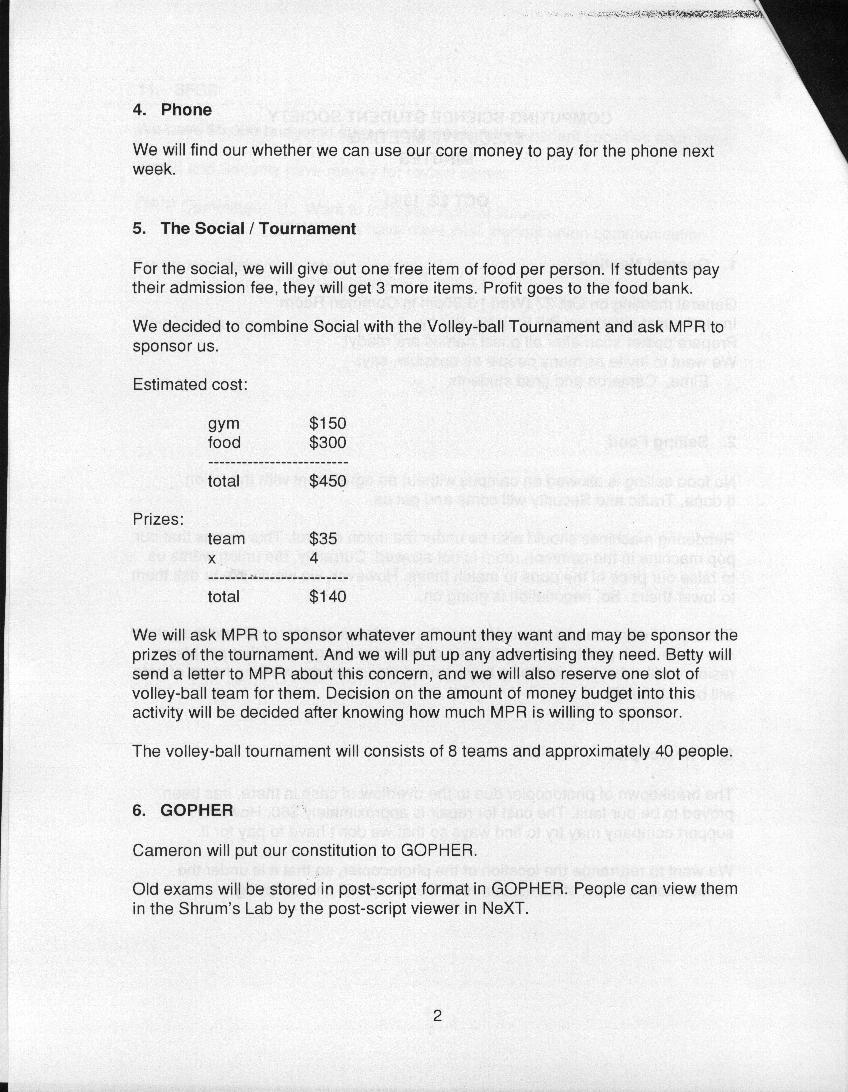 4. Phone
We will find our whether we can use our core money to pay for the phone next
week.
5. The Social / Tournament
For the social, we will give out one free item of food per person. If students pay
their admission fee, they will get 3 more items. Profit goes to the food bank.
We decided to combine Social with the Volley-ball Tournament and ask MPR to
sponsor us.
Estimated cost:
gym $150
food $300
------------------------
total $450
Prizes:
team $35
x 4
------------------------
total $140
We will ask MPR to sponsor whatever amount they want and may be sponsor the
prizes of the tournament. And we will put up any advertising they need. Betty will
send a letter to MPR about this concern, and we will also reserve one slot of
volley-ball team for them. Decision on the amount of money budget into this
activity will be decided after knowing how much MPR is willing to sponsor.
The volley-ball tournament will consists of 8 teams and approximately 40 people.
6. GOPHER
Cameron will put our constitution to GOPHER.
Old exams will be stored in post-script format in GOPHER. People can view them
in the Shrum's Lab by the post-script viewer in NeXT.
2